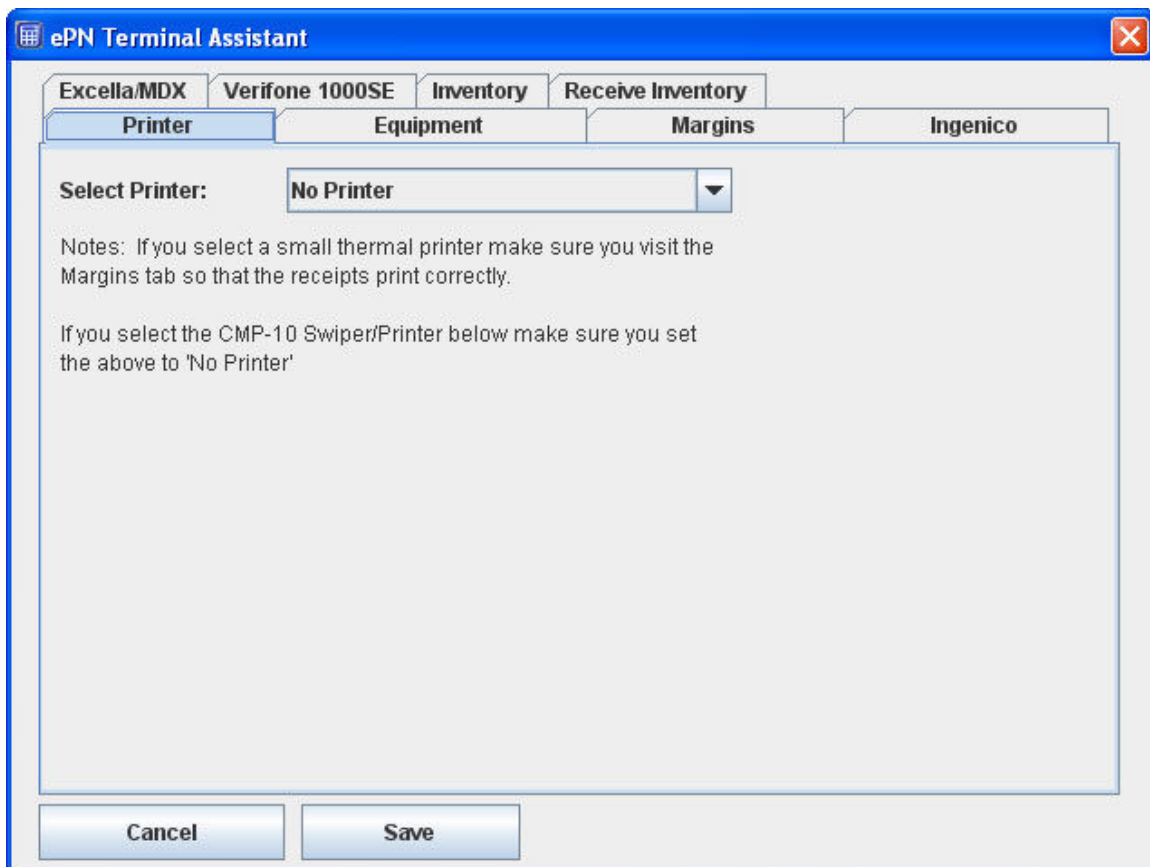 ePN Terminal Assistant
Excella/MDX Verifone 1000SE Inventory Receive Inventory
Printer Equipment Margins Ingenico
Select Printer: No Printer
Notes: If you select a small thermal printer make sure you visit the
Margins tab so that the receipts print correctly.
If you select the CMP-10 Swiper/Printer below make sure you set
the above to 'No Printer'
Cancel Save